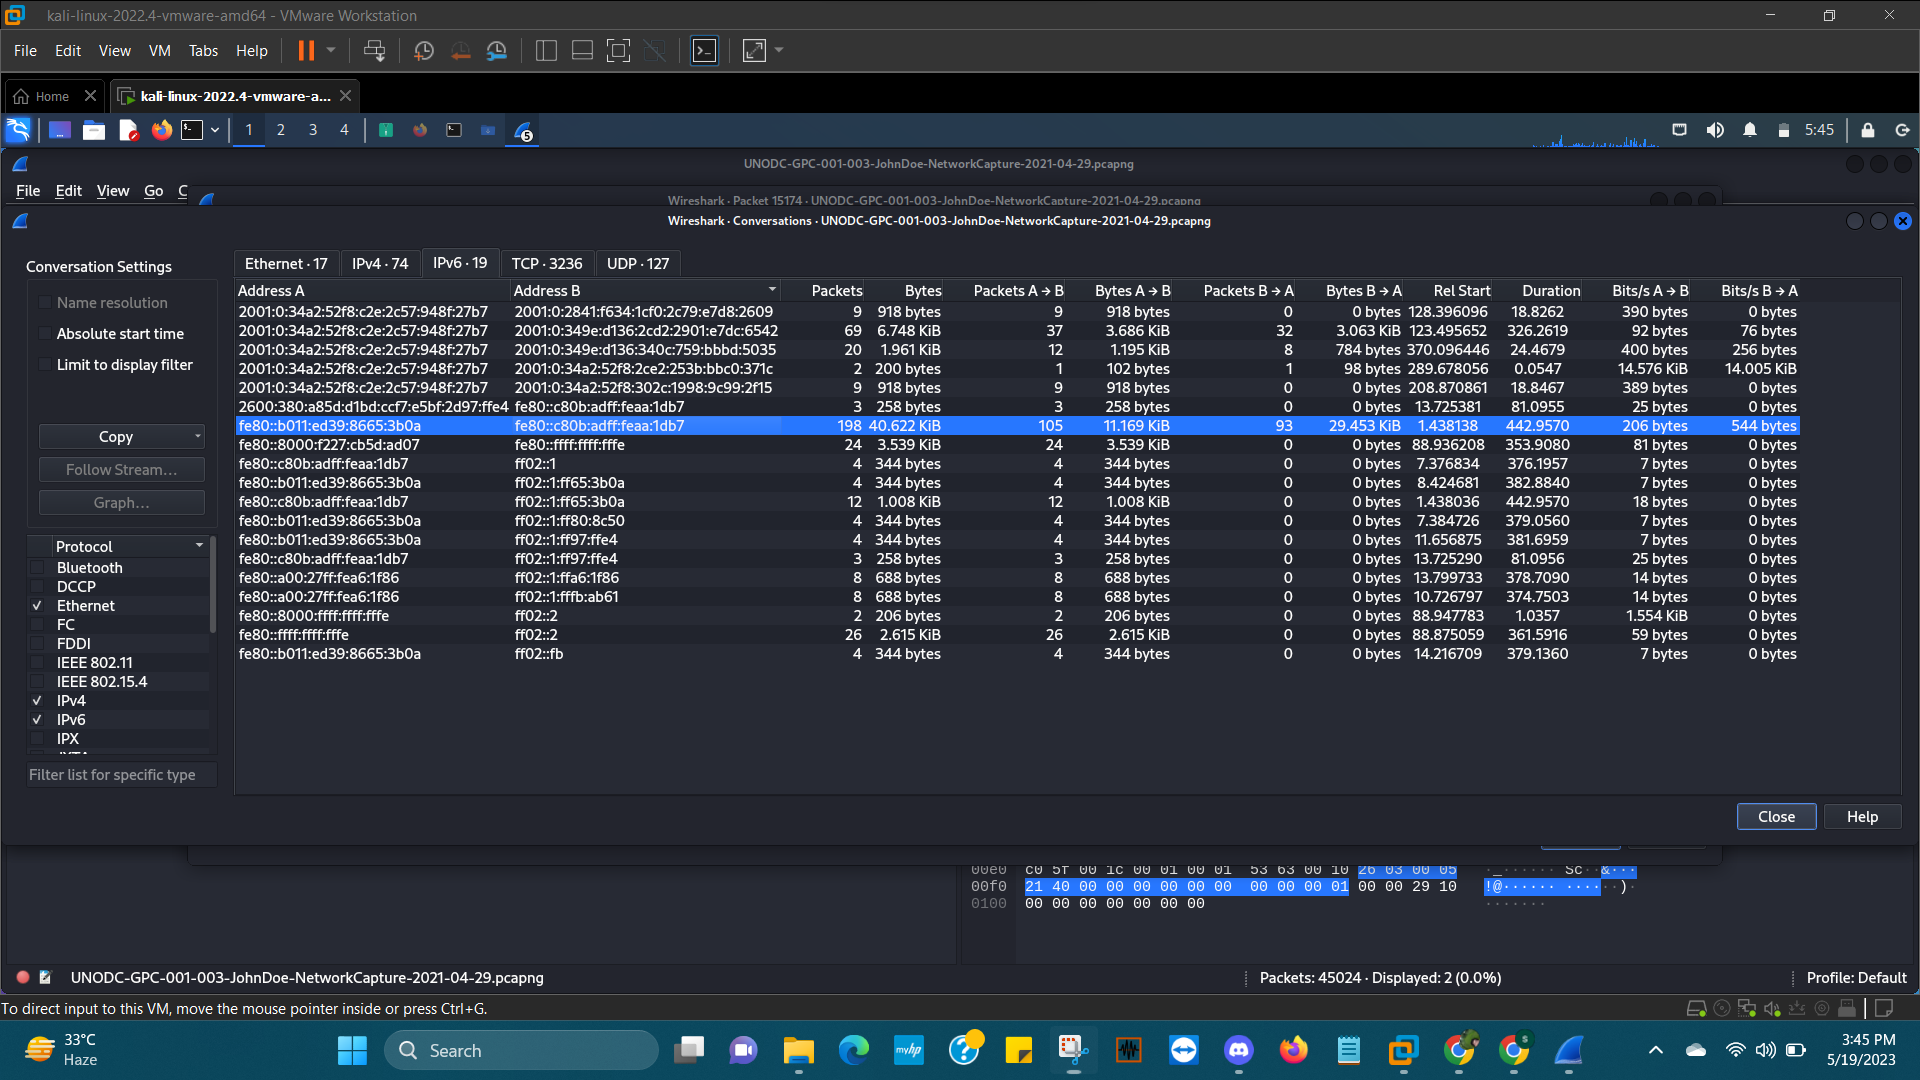 kali-linux-2022.4-vmware-amd64 - VMware Workstation
File Edit View VM Tabs Help
Home kali-linux-2022.4-vmware-a...
1 2 3 4 5 5:45
UNODC-GPC-001-003-JohnDoe-NetworkCapture-2021-04-29.pcapng
File Edit View Go C
Wireshark · Packet 15174 · UNODC-GPC-001-003-JohnDoe-NetworkCapture-2021-04-29.pcapng
Wireshark · Conversations · UNODC-GPC-001-003-JohnDoe-NetworkCapture-2021-04-29.pcapng
Conversation Settings
Name resolution
Absolute start time
Limit to display filter
Copy
Follow Stream...
Graph...
Protocol
Bluetooth
DCCP
Ethernet
FC
FDDI
IEEE 802.11
IEEE 802.15.4
IPv4
IPv6
IPX
Filter list for specific type
Ethernet · 17 IPv4 · 74 IPv6 · 19 TCP · 3236 UDP · 127
Address A Address B Packets Bytes Packets A → B Bytes A → B Packets B → A Bytes B → A Rel Start Duration Bits/s A → B Bits/s B → A
2001:0:34a2:52f8:c2e:2c57:948f:27b7 2001:0:2841:f634:1cf0:2c79:e7d8:2609 9 918 bytes 9 918 bytes 0 0 bytes 128.396096 18.8262 390 bytes 0 bytes
2001:0:34a2:52f8:c2e:2c57:948f:27b7 2001:0:349e:d136:2cd2:2901:e7dc:6542 69 6.748 KiB 37 3.686 KiB 32 3.063 KiB 123.495652 326.2619 92 bytes 76 bytes
2001:0:34a2:52f8:c2e:2c57:948f:27b7 2001:0:349e:d136:340c:759:bbbd:5035 20 1.961 KiB 12 1.195 KiB 8 784 bytes 370.096446 24.4679 400 bytes 256 bytes
2001:0:34a2:52f8:c2e:2c57:948f:27b7 2001:0:34a2:52f8:2ce2:253b:bbc0:371c 2 200 bytes 1 102 bytes 1 98 bytes 289.678056 0.0547 14.576 KiB 14.005 KiB
2001:0:34a2:52f8:c2e:2c57:948f:27b7 2001:0:34a2:52f8:302c:1998:9c99:2f15 9 918 bytes 9 918 bytes 0 0 bytes 208.870861 18.8467 389 bytes 0 bytes
2600:380:a85d:d1bd:ccf7:e5bf:2d97:ffe4 fe80::c80b:adff:feaa:1db7 3 258 bytes 3 258 bytes 0 0 bytes 13.725381 81.0955 25 bytes 0 bytes
fe80::b011:ed39:8665:3b0a fe80::c80b:adff:feaa:1db7 198 40.622 KiB 105 11.169 KiB 93 29.453 KiB 1.438138 442.9570 206 bytes 544 bytes
fe80::8000:f227:cb5d:ad07 fe80::ffff:ffff:fffe 24 3.539 KiB 24 3.539 KiB 0 0 bytes 88.936208 353.9080 81 bytes 0 bytes
fe80::c80b:adff:feaa:1db7 ff02::1 4 344 bytes 4 344 bytes 0 0 bytes 7.376834 376.1957 7 bytes 0 bytes
fe80::b011:ed39:8665:3b0a ff02::1:ff65:3b0a 4 344 bytes 4 344 bytes 0 0 bytes 8.424681 382.8840 7 bytes 0 bytes
fe80::c80b:adff:feaa:1db7 ff02::1:ff65:3b0a 12 1.008 KiB 12 1.008 KiB 0 0 bytes 1.438036 442.9570 18 bytes 0 bytes
fe80::b011:ed39:8665:3b0a ff02::1:ff80:8c50 4 344 bytes 4 344 bytes 0 0 bytes 7.384726 379.0560 7 bytes 0 bytes
fe80::b011:ed39:8665:3b0a ff02::1:ff97:ffe4 4 344 bytes 4 344 bytes 0 0 bytes 11.656875 381.6959 7 bytes 0 bytes
fe80::c80b:adff:feaa:1db7 ff02::1:ff97:ffe4 3 258 bytes 3 258 bytes 0 0 bytes 13.725290 81.0956 25 bytes 0 bytes
fe80::a00:27ff:fea6:1f86 ff02::1:ffa6:1f86 8 688 bytes 8 688 bytes 0 0 bytes 13.799733 378.7090 14 bytes 0 bytes
fe80::a00:27ff:fea6:1f86 ff02::1:fffb:ab61 8 688 bytes 8 688 bytes 0 0 bytes 10.726797 374.7503 14 bytes 0 bytes
fe80::8000:ffff:ffff:fffe ff02::2 2 206 bytes 2 206 bytes 0 0 bytes 88.947783 1.0357 1.554 KiB 0 bytes
fe80::ffff:ffff:fffe ff02::2 26 2.615 KiB 26 2.615 KiB 0 0 bytes 88.875059 361.5916 59 bytes 0 bytes
fe80::b011:ed39:8665:3b0a ff02::fb 4 344 bytes 4 344 bytes 0 0 bytes 14.216709 379.1360 7 bytes 0 bytes
Close Help
00e0 c0 5f 00 1c 00 01 00 01 53 63 00 10 26 03 00 05 ·_······ Sc··&···
00f0 21 40 00 00 00 00 00 00 00 00 00 01 00 00 29 10 !@······ ······)·
0100 00 00 00 00 00 00 00 ·······
UNODC-GPC-001-003-JohnDoe-NetworkCapture-2021-04-29.pcapng Packets: 45024 · Displayed: 2 (0.0%) Profile: Default
To direct input to this VM, move the mouse pointer inside or press Ctrl+G.
33°C
Haze
Search
myhp
3:45 PM
5/19/2023